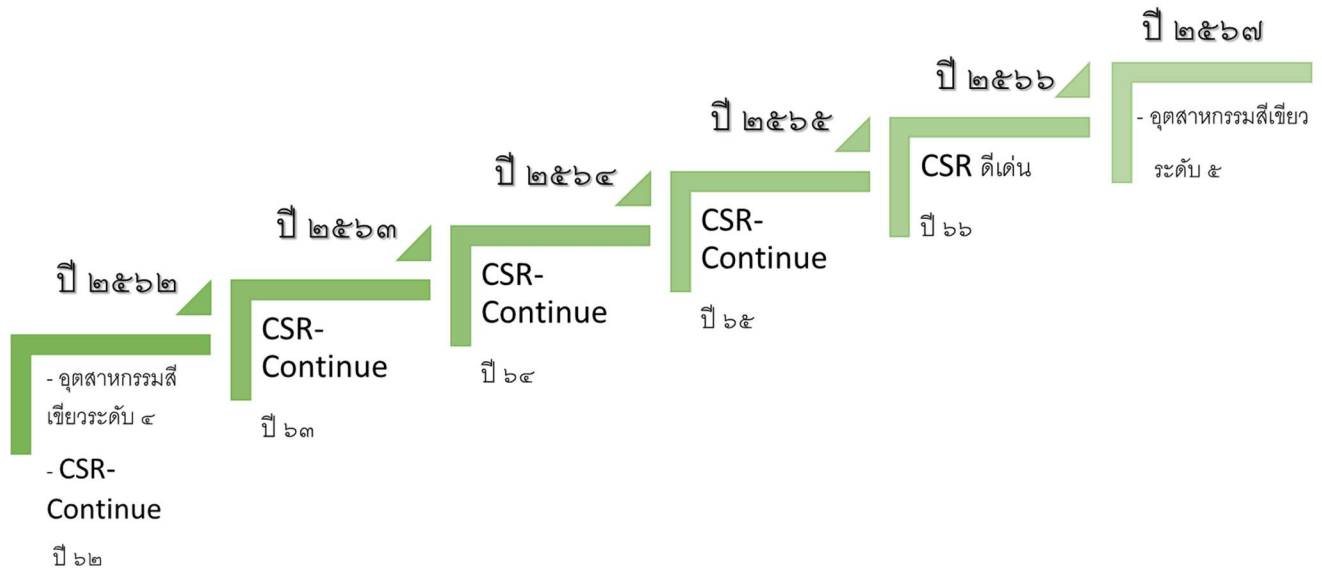 ปี ๒๕๖๒
- อุตสาหกรรมสี
เขียวระดับ ๔
- CSR-
Continue
ปี ๖๒
ปี ๒๕๖๓
CSR-
Continue
ปี ๖๓
ปี ๒๕๖๔
CSR-
Continue
ปี ๖๔
ปี ๒๕๖๕
CSR-
Continue
ปี ๖๕
ปี ๒๕๖๖
CSR ดีเด่น
ปี ๖๖
ปี ๒๕๖๗
- อุตสาหกรรมสีเขียว
ระดับ ๕